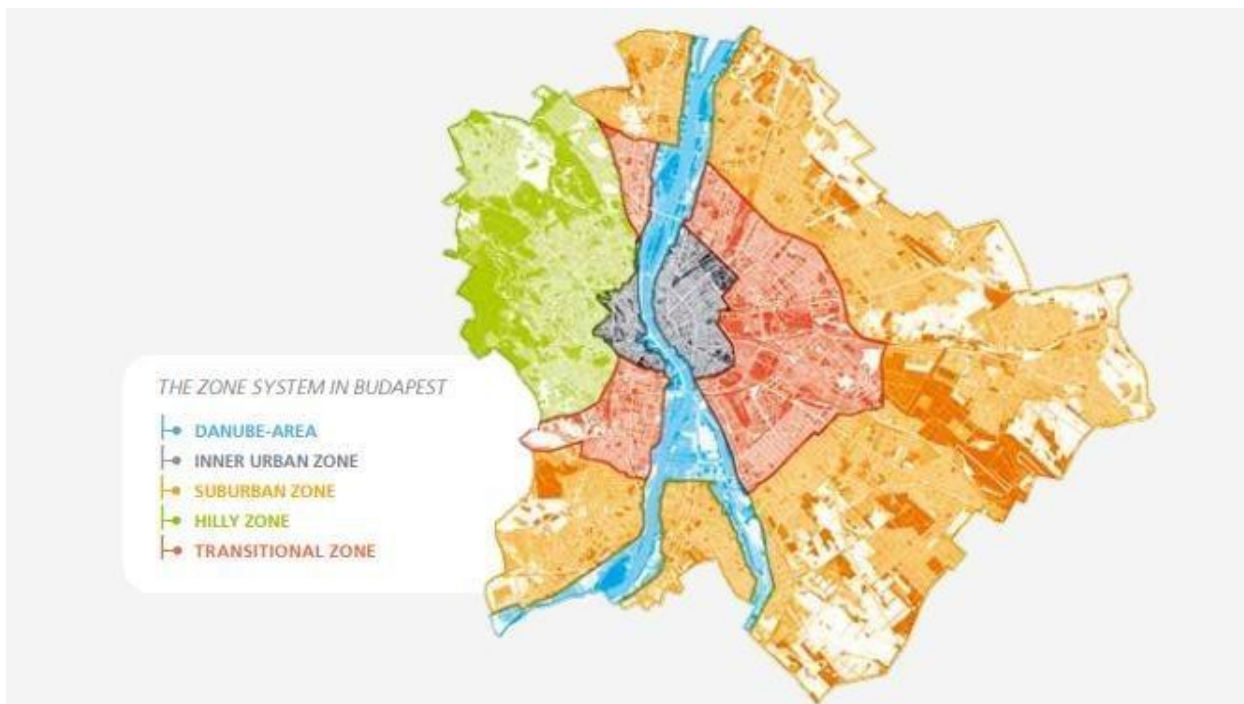 THE ZONE SYSTEM IN BUDAPEST
DANUBE-AREA
INNER URBAN ZONE
SUBURBAN ZONE
HILLY ZONE
TRANSITIONAL ZONE